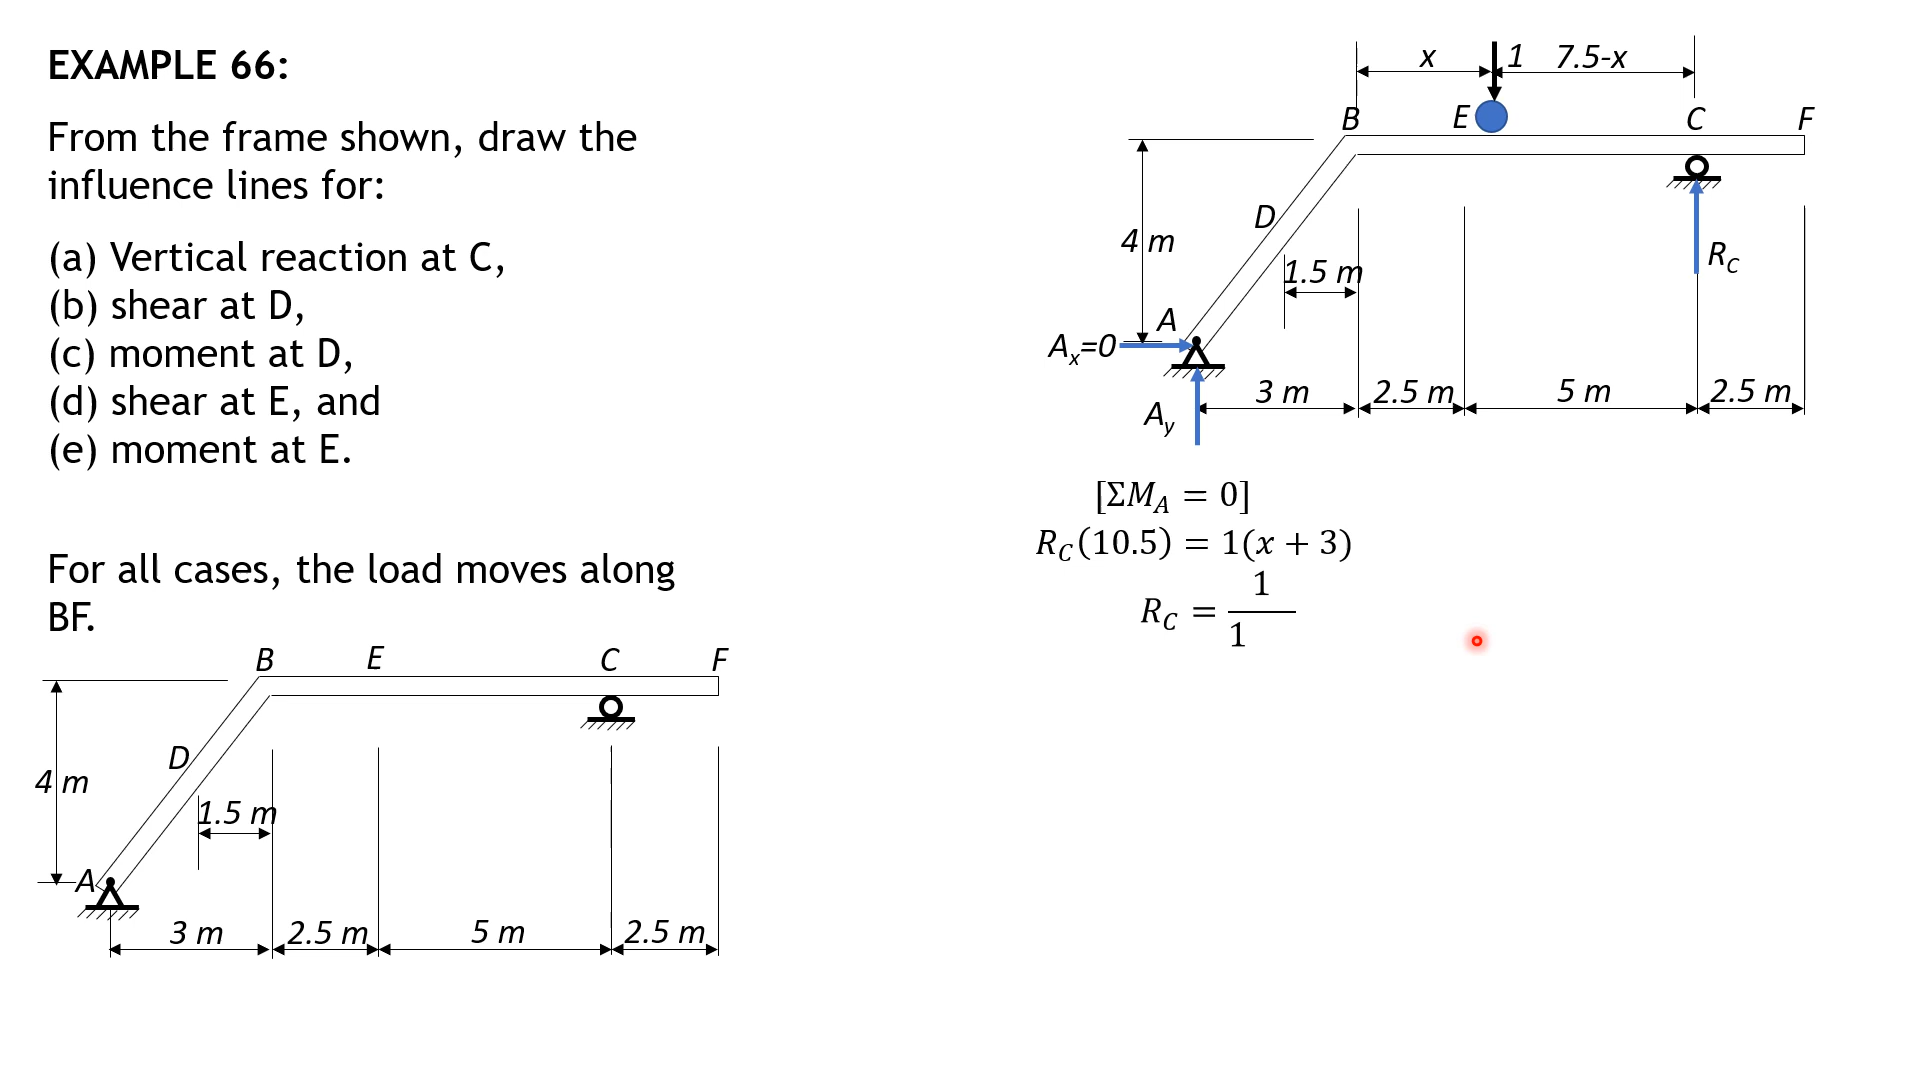 EXAMPLE 66:
From the frame shown, draw the
influence lines for:
(a) Vertical reaction at C,
(b) shear at D,
(c) moment at D,
(d) shear at E, and
(e) moment at E.
For all cases, the load moves along
BF.
B E C F
D
4 m
1.5 m
A
3 m 2.5 m 5 m 2.5 m
x 1 7.5-x
B E C F
D
4 m
1.5 m
R_C
A
A_x=0
3 m 2.5 m 5 m 2.5 m
A_y
[ΣM_A = 0]
R_C(10.5) = 1(x + 3)
R_C = 1/1